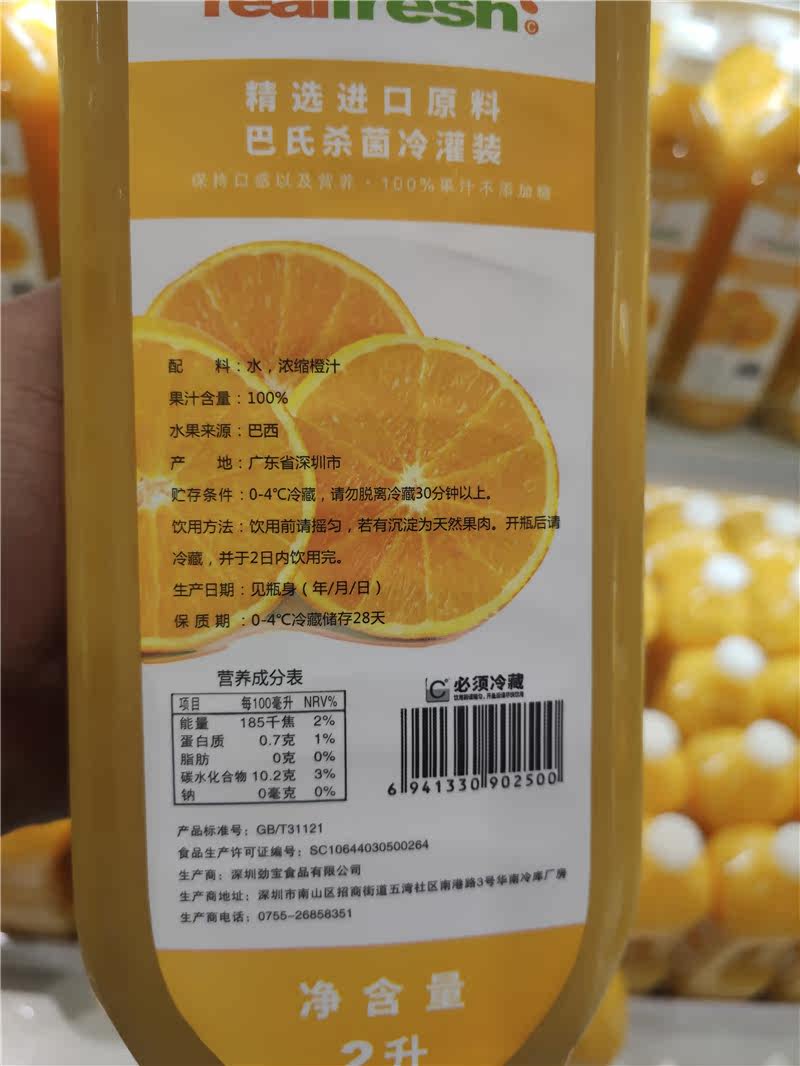 realfresh
精选进口原料
巴氏杀菌冷灌装
保持口感以及营养·100%果汁不添加糖
配 料：水，浓缩橙汁
果汁含量：100%
水果来源：巴西
产 地：广东省深圳市
贮存条件：0-4℃冷藏，请勿脱离冷藏30分钟以上。
饮用方法：饮用前请摇匀，若有沉淀为天然果肉。开瓶后请
冷藏，并于2日内饮用完。
生产日期：见瓶身（年/月/日）
保质期：0-4℃冷藏储存28天
营养成分表
项目 每100毫升 NRV%
能量 185千焦 2%
蛋白质 0.7克 1%
脂肪 0克 0%
碳水化合物 10.2克 3%
钠 0毫克 0%
必须冷藏
6 941330 902500
产品标准号：GB/T31121
食品生产许可证编号：SC10644030500264
生产商：深圳劲宝食品有限公司
生产商地址：深圳市南山区招商街道五湾社区南港路3号华南冷库厂房
生产商电话：0755-26858351
净含量
2升